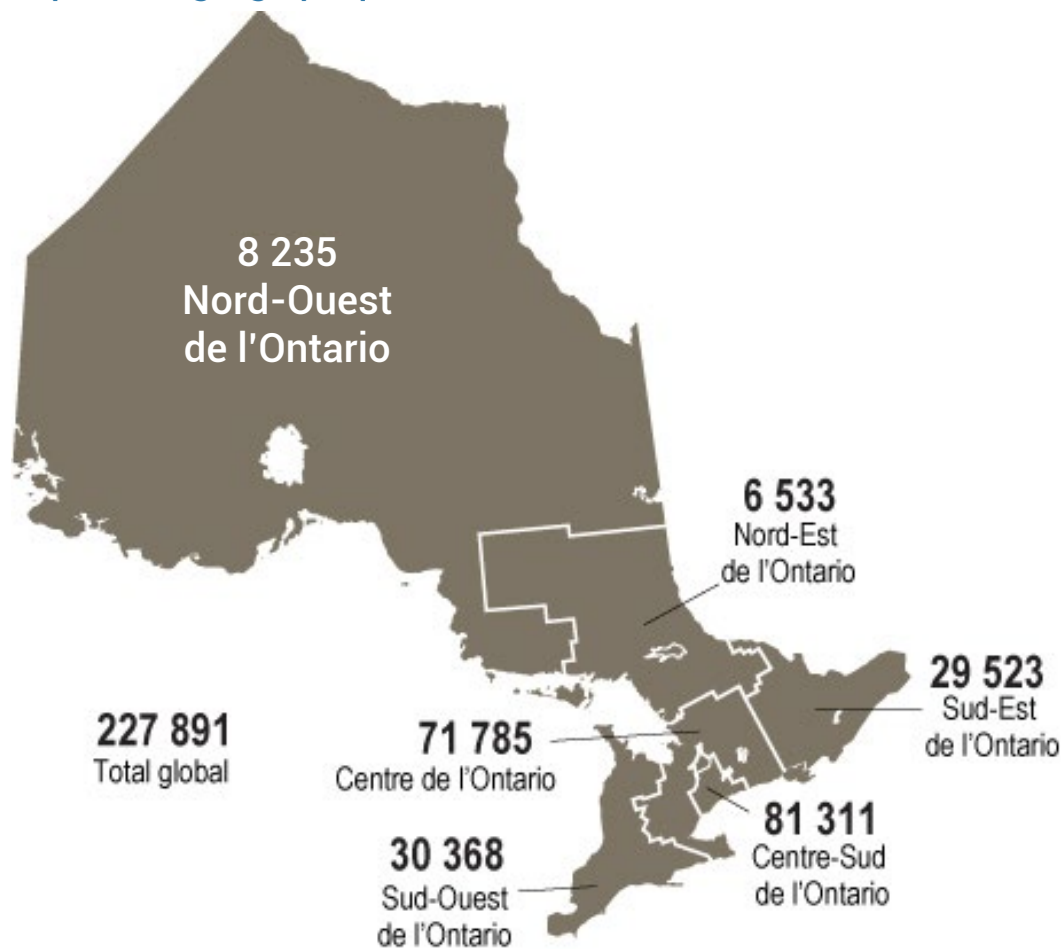 8 235
Nord-Ouest
de l'Ontario
6 533
Nord-Est
de l'Ontario
29 523
Sud-Est
de l'Ontario
227 891
Total global
71 785
Centre de l'Ontario
81 311
Centre-Sud
de l'Ontario
30 368
Sud-Ouest
de l'Ontario